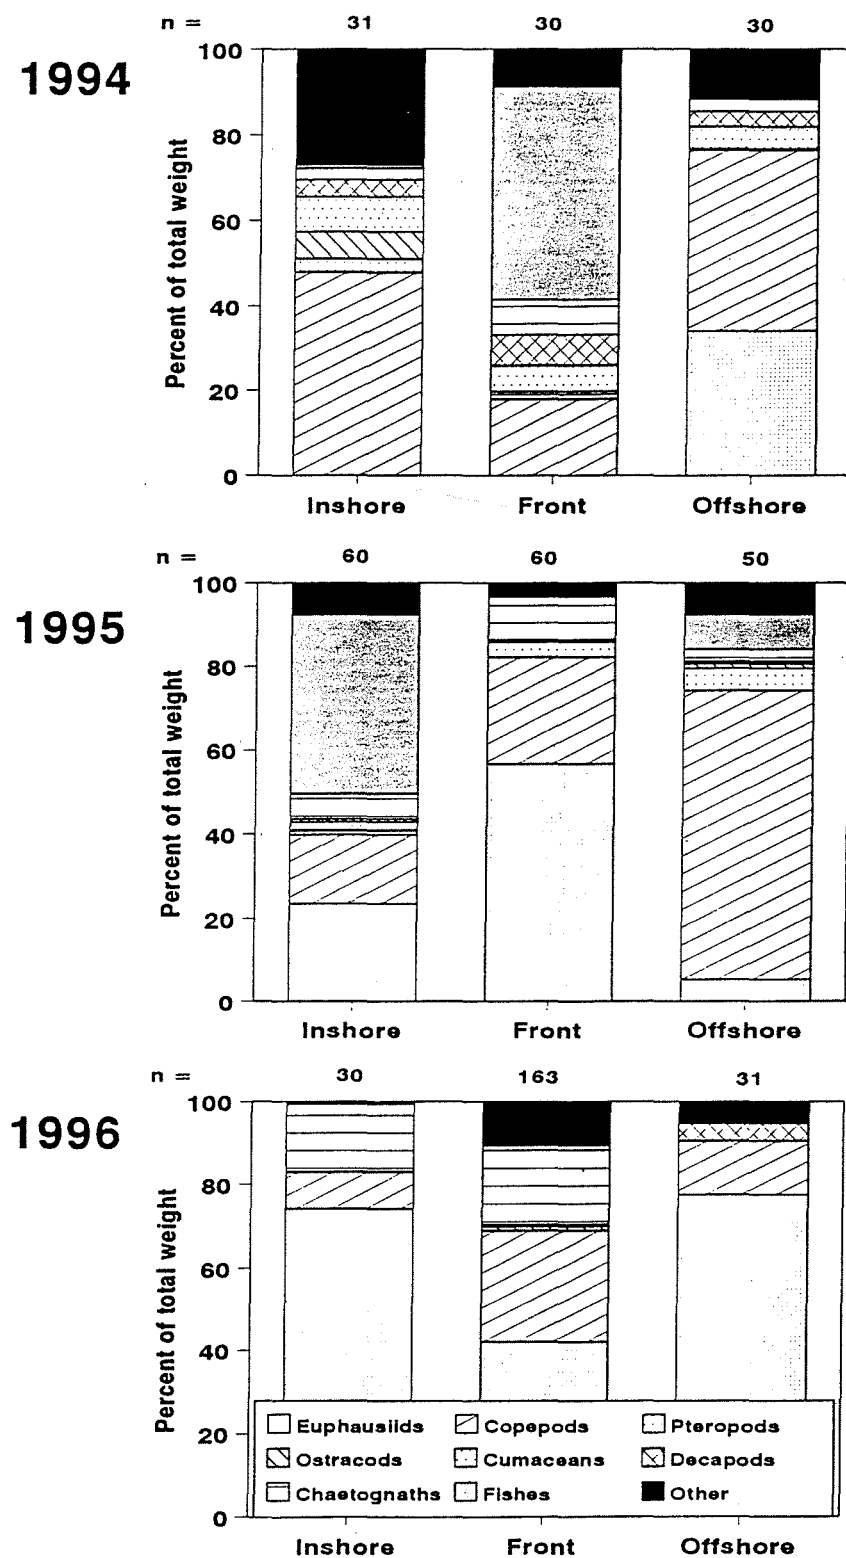 n = 31 30 30
1994
100
80
60
40
20
0
Percent of total weight
Inshore Front Offshore
n = 60 60 50
1995
100
80
60
40
20
0
Percent of total weight
Inshore Front Offshore
n = 30 163 31
1996
100
80
60
40
20
0
Percent of total weight
Euphausiids Copepods Pteropods
Ostracods Cumaceans Decapods
Chaetognaths Fishes Other
Inshore Front Offshore